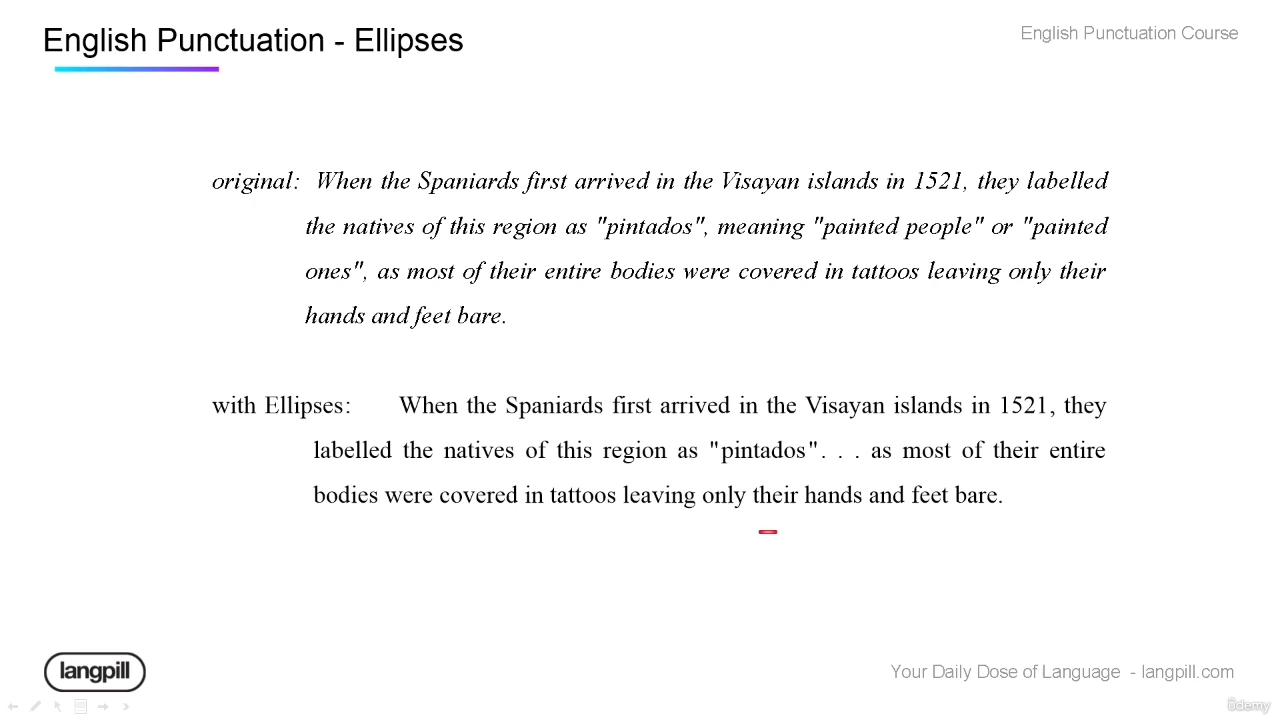 English Punctuation - Ellipses
English Punctuation Course
original: When the Spaniards first arrived in the Visayan islands in 1521, they labelled
the natives of this region as "pintados", meaning "painted people" or "painted
ones", as most of their entire bodies were covered in tattoos leaving only their
hands and feet bare.
with Ellipses: When the Spaniards first arrived in the Visayan islands in 1521, they
labelled the natives of this region as "pintados". . . as most of their entire
bodies were covered in tattoos leaving only their hands and feet bare.
langpill
Your Daily Dose of Language - langpill.com
ûdemy